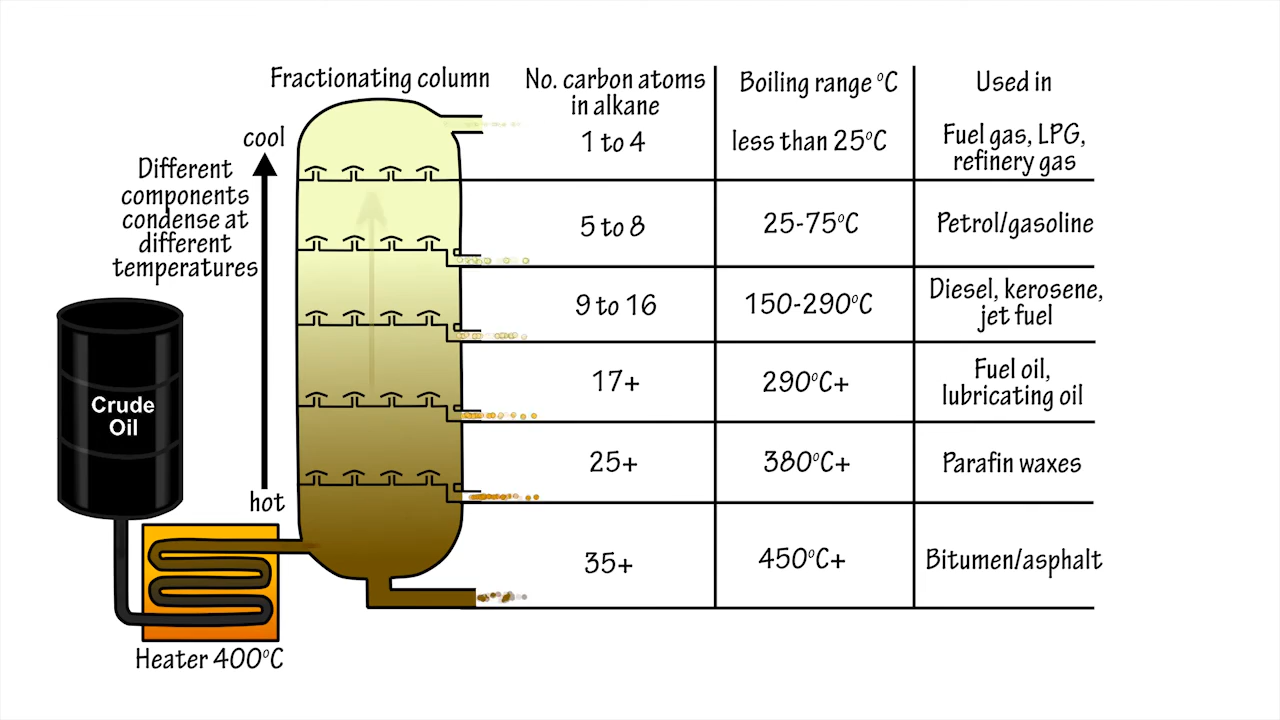 Fractionating column
No. carbon atoms
in alkane
Boiling range °C
Used in
cool
Different
components
condense at
different
temperatures
hot
1 to 4
less than 25°C
Fuel gas, LPG,
refinery gas
5 to 8
25-75°C
Petrol/gasoline
9 to 16
150-290°C
Diesel, kerosene,
jet fuel
17+
290°C+
Fuel oil,
lubricating oil
25+
380°C+
Parafin waxes
35+
450°C+
Bitumen/asphalt
Crude
Oil
Heater 400°C